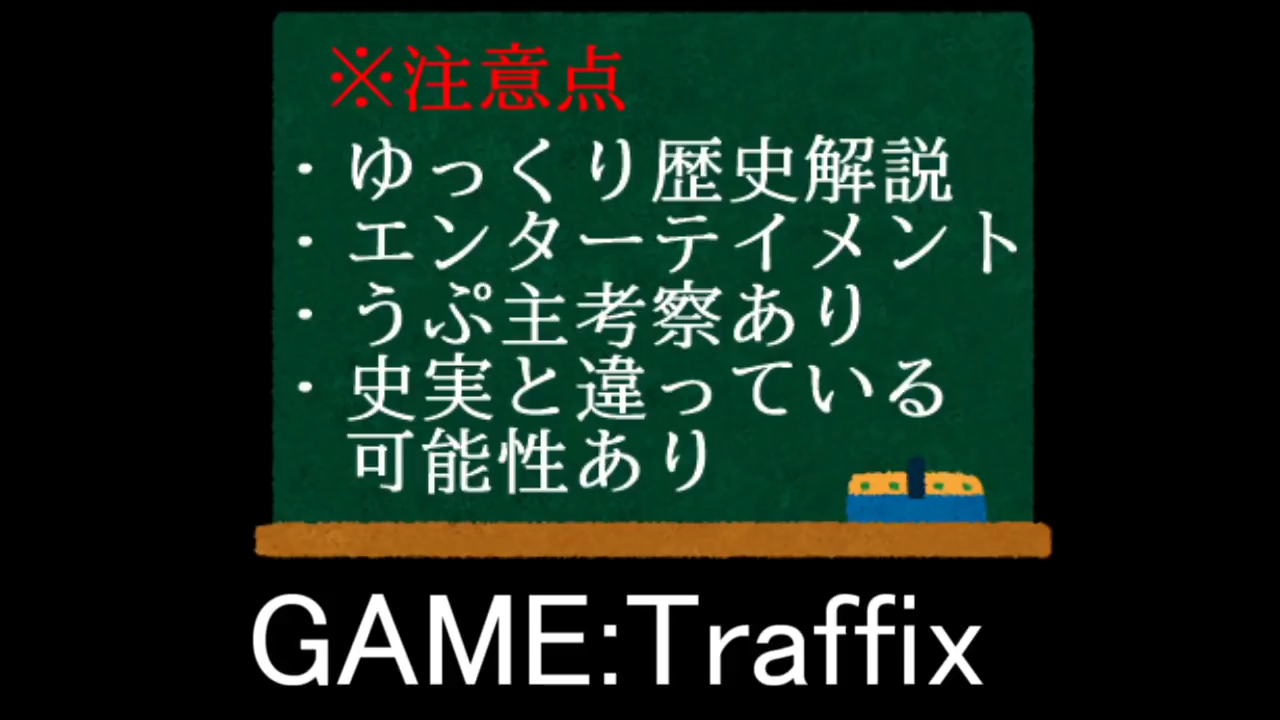 ※注意点
・ゆっくり歴史解説
・エンターテイメント
・うぷ主考察あり
・史実と違っている
可能性あり
GAME:Traffix